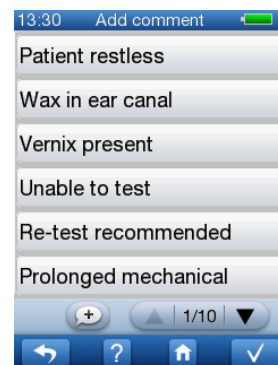 13:30 Add comment
Patient restless
Wax in ear canal
Vernix present
Unable to test
Re-test recommended
Prolonged mechanical
1/10
?